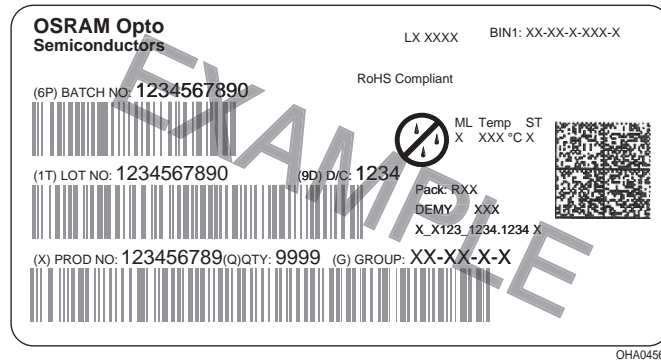 OSRAM Opto
Semiconductors
LX XXXX
BIN1: XX-XX-X-XXX-X
RoHS Compliant
(6P) BATCH NO: 1234567890
ML Temp ST
X XXX °C X
(1T) LOT NO: 1234567890 (9D) D/C: 1234
Pack: RXX
DEMY XXX
X_X123_1234.1234 X
(X) PROD NO: 123456789(Q)QTY: 9999 (G) GROUP: XX-XX-X-X
EXAMPLE